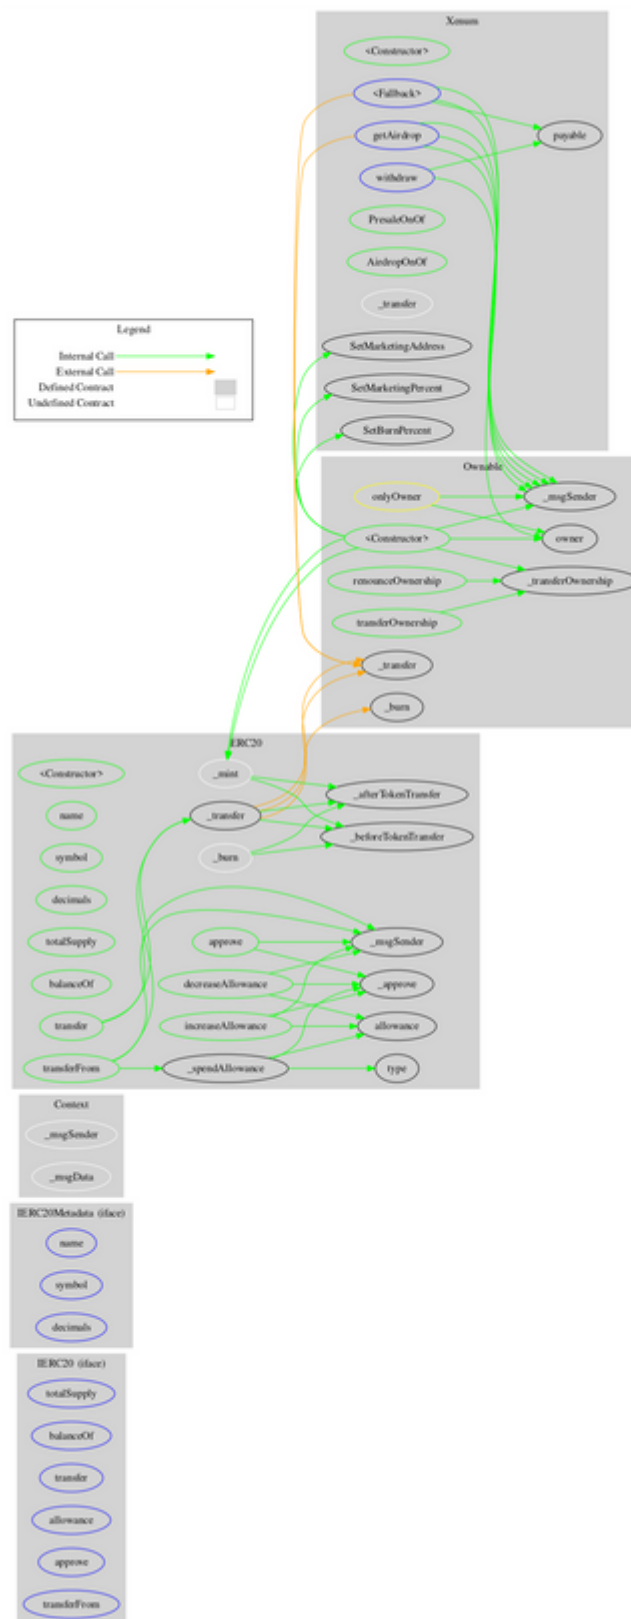 Xenum
<Constructor>
<Fallback>
getAirdrop
payable
withdraw
PresaleOnOf
AirdropOnOf
_transfer
SetMarketingAddress
SetMarketingPercent
SetBurnPercent
Legend
Internal Call
External Call
Defined Contract
Undefined Contract
Ownable
onlyOwner
_msgSender
<Constructor>
owner
renounceOwnership
_transferOwnership
transferOwnership
_transfer
_burn
ERC20
<Constructor>
_mint
_afterTokenTransfer
name
_transfer
_beforeTokenTransfer
symbol
_burn
decimals
totalSupply
approve
_msgSender
balanceOf
decreaseAllowance
_approve
transfer
increaseAllowance
allowance
transferFrom
_spendAllowance
type
Context
_msgSender
_msgData
IERC20Metadata (iface)
name
symbol
decimals
IERC20 (iface)
totalSupply
balanceOf
transfer
allowance
approve
transferFrom